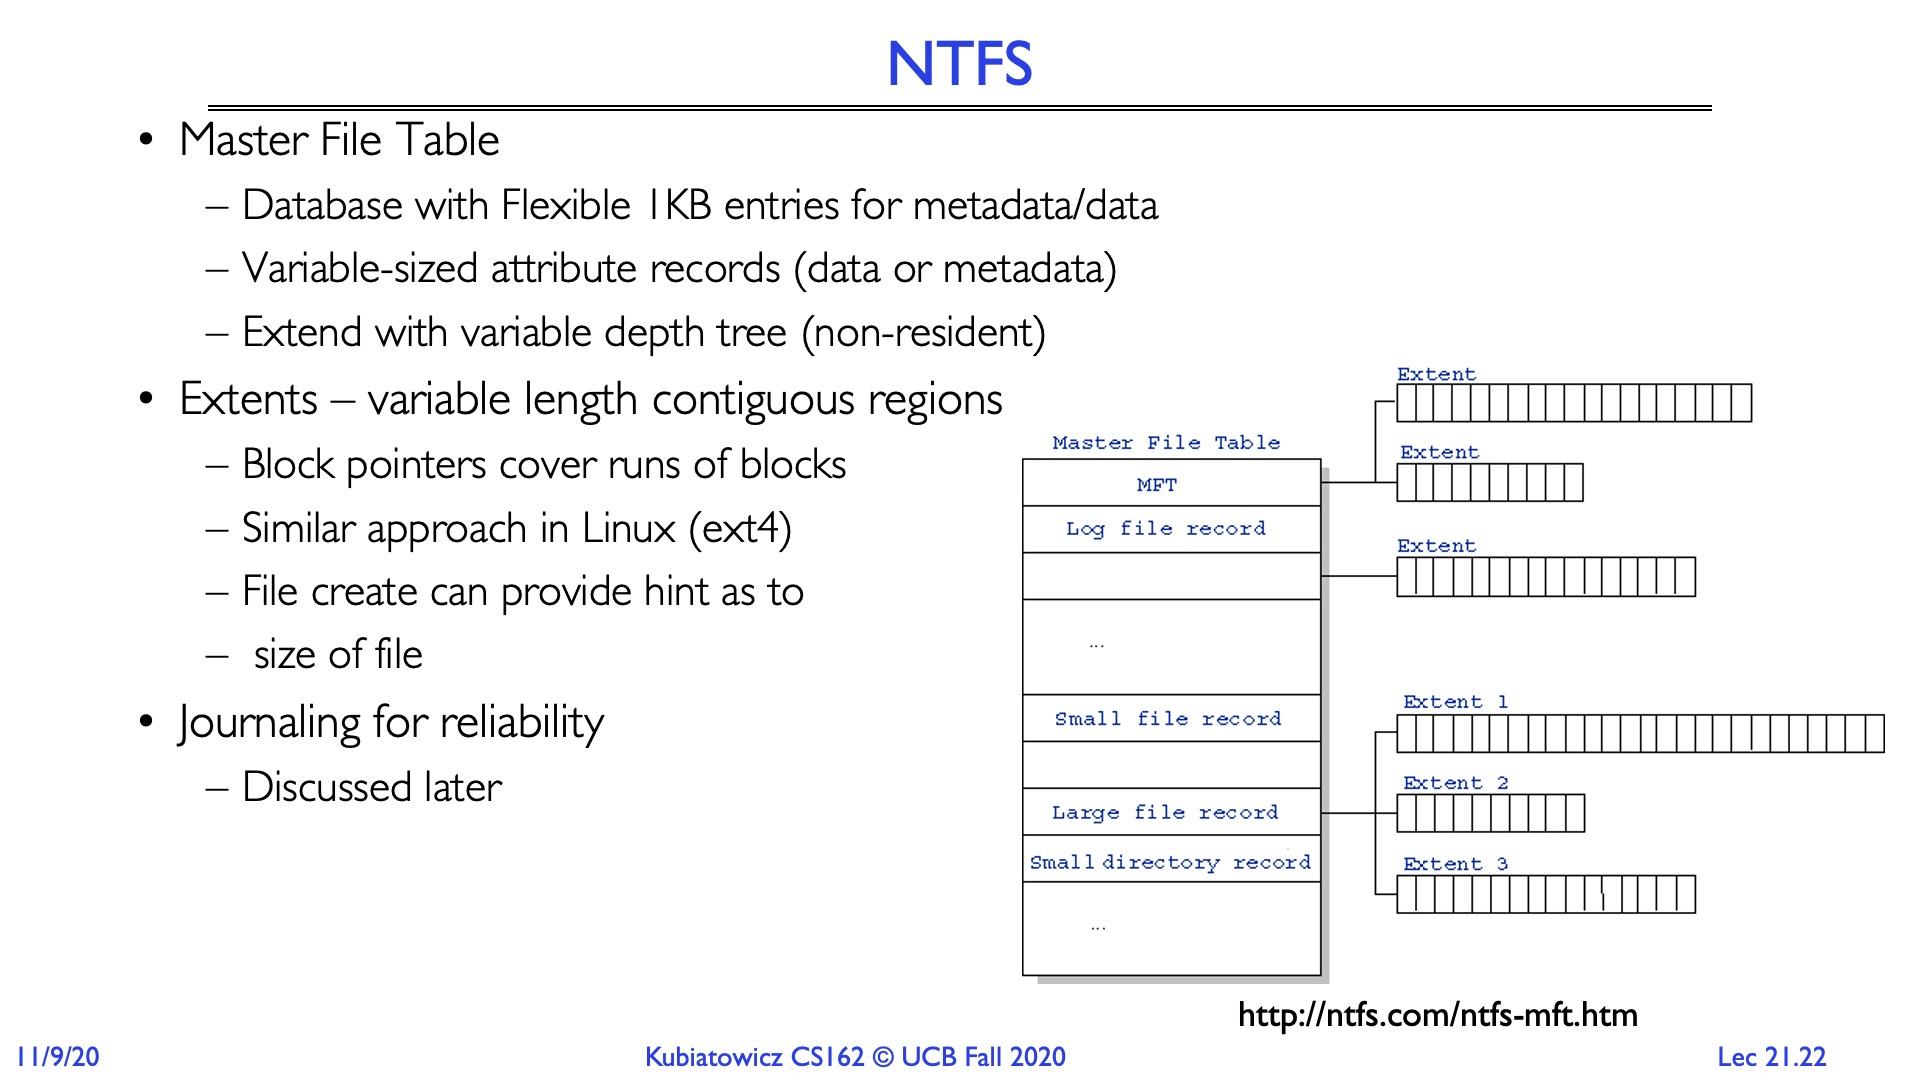 NTFS
• Master File Table
– Database with Flexible 1KB entries for metadata/data
– Variable-sized attribute records (data or metadata)
– Extend with variable depth tree (non-resident)
• Extents – variable length contiguous regions
– Block pointers cover runs of blocks
– Similar approach in Linux (ext4)
– File create can provide hint as to
– size of file
• Journaling for reliability
– Discussed later
Master File Table
MFT
Log file record
...
Small file record
Large file record
Small directory record
...
Extent
Extent
Extent
Extent 1
Extent 2
Extent 3
http://ntfs.com/ntfs-mft.htm
11/9/20
Kubiatowicz CS162 © UCB Fall 2020
Lec 21.22